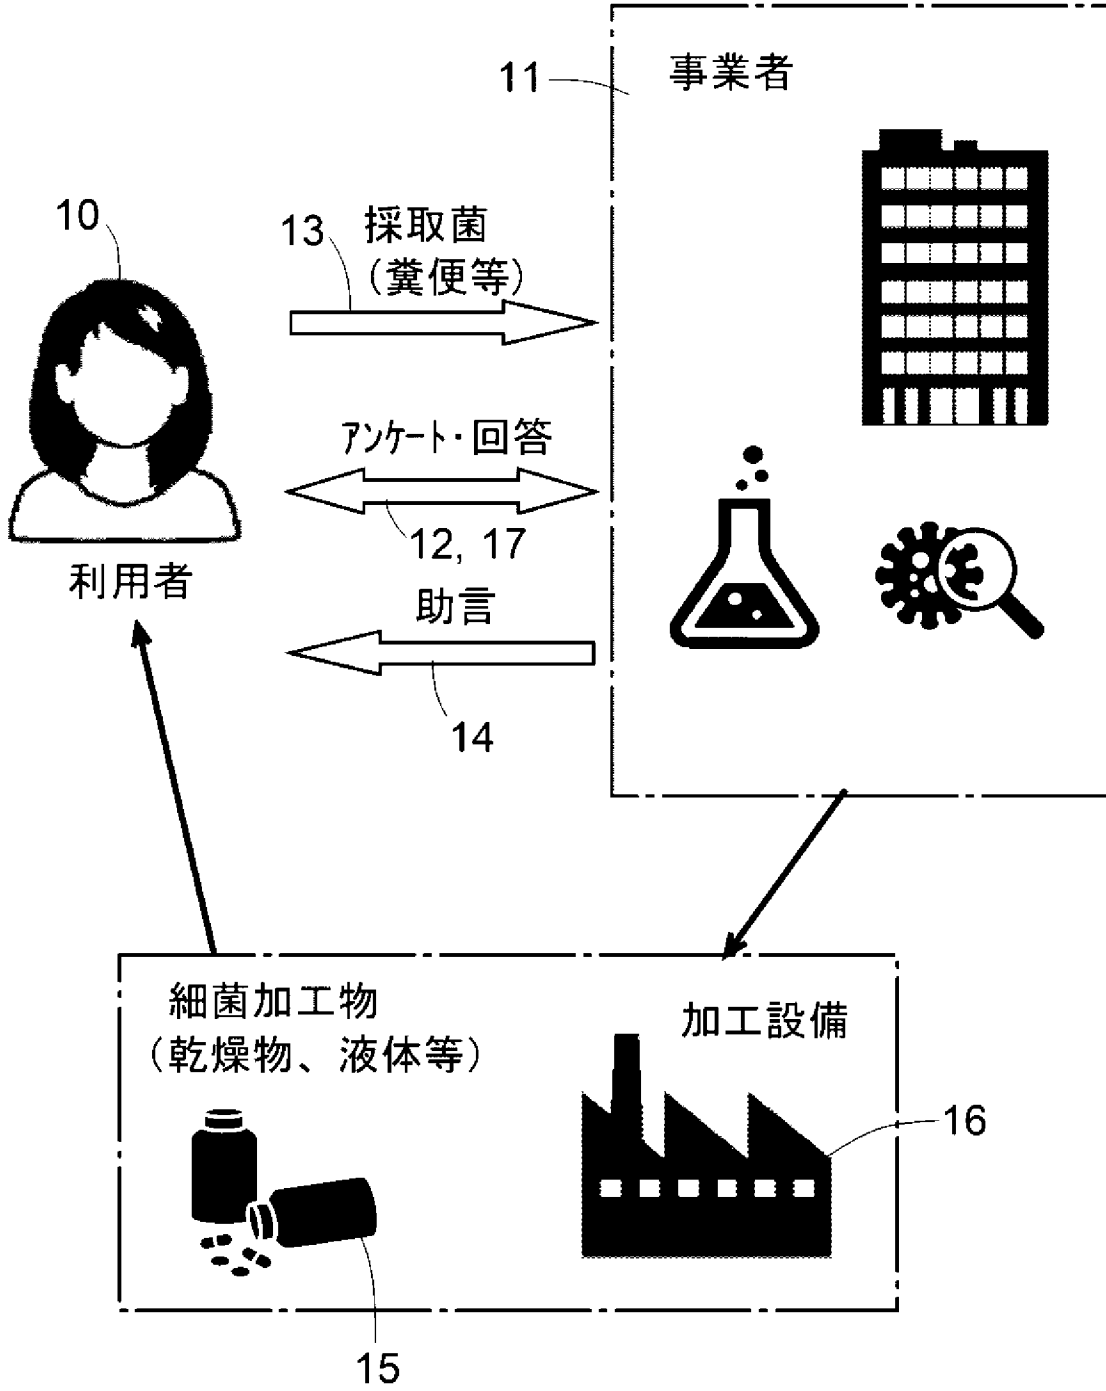 11
事業者
10
13
採取菌
（糞便等）
アンケート・回答
12, 17
利用者
助言
14
細菌加工物
（乾燥物、液体等）
加工設備
16
15